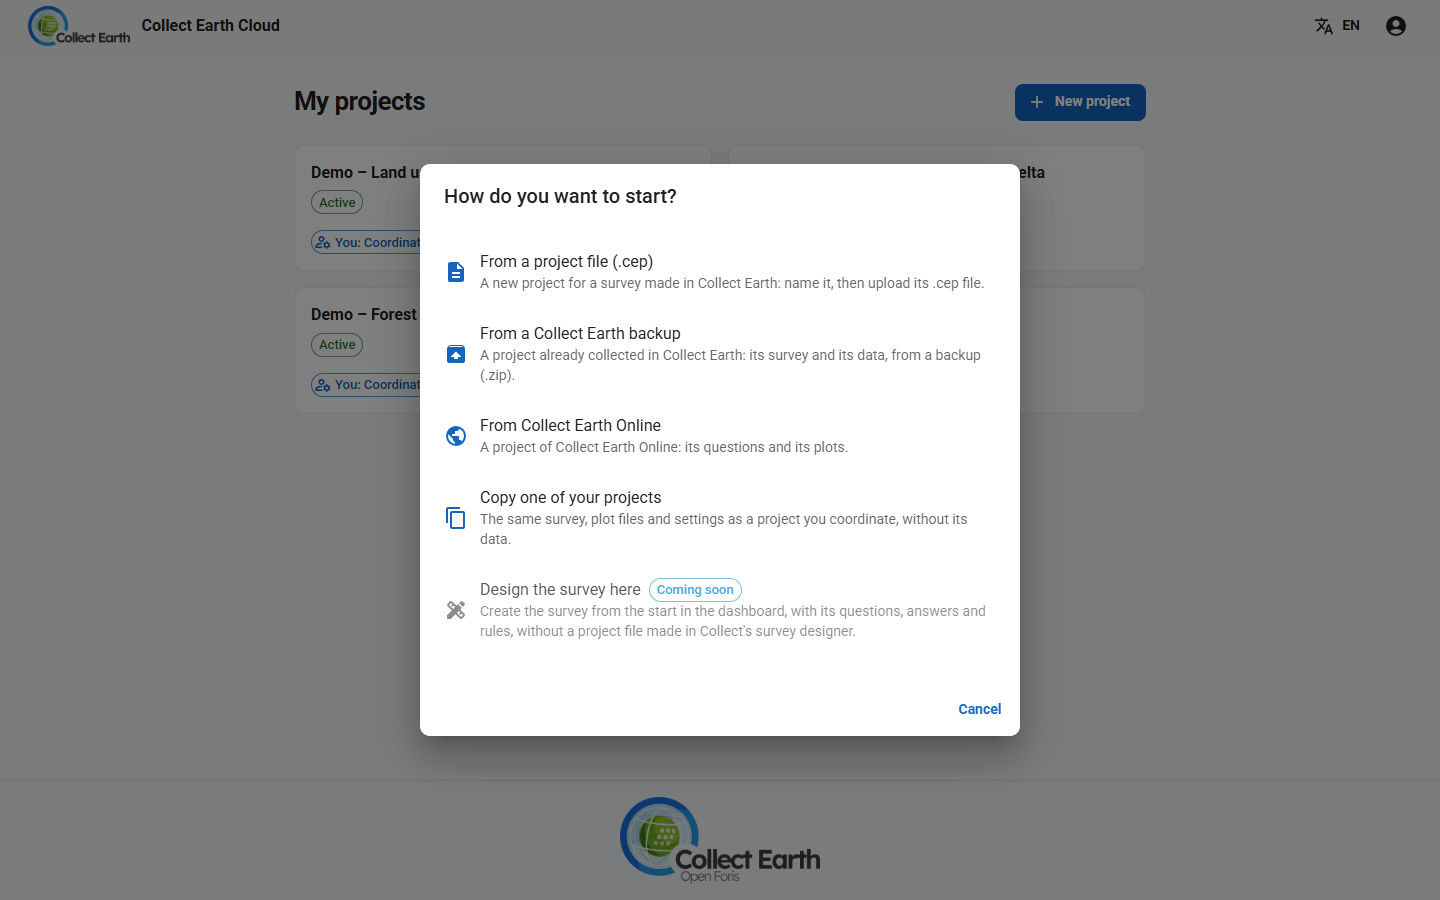 Collect Earth
Collect Earth Cloud
EN
My projects
New project
Demo – Land u
elta
Active
You: Coordinat
Demo – Forest
Active
You: Coordinat
How do you want to start?
From a project file (.cep)
A new project for a survey made in Collect Earth: name it, then upload its .cep file.
From a Collect Earth backup
A project already collected in Collect Earth: its survey and its data, from a backup
(.zip).
From Collect Earth Online
A project of Collect Earth Online: its questions and its plots.
Copy one of your projects
The same survey, plot files and settings as a project you coordinate, without its
data.
Design the survey here Coming soon
Create the survey from the start in the dashboard, with its questions, answers and
rules, without a project file made in Collect's survey designer.
Cancel
Collect Earth
Open Foris